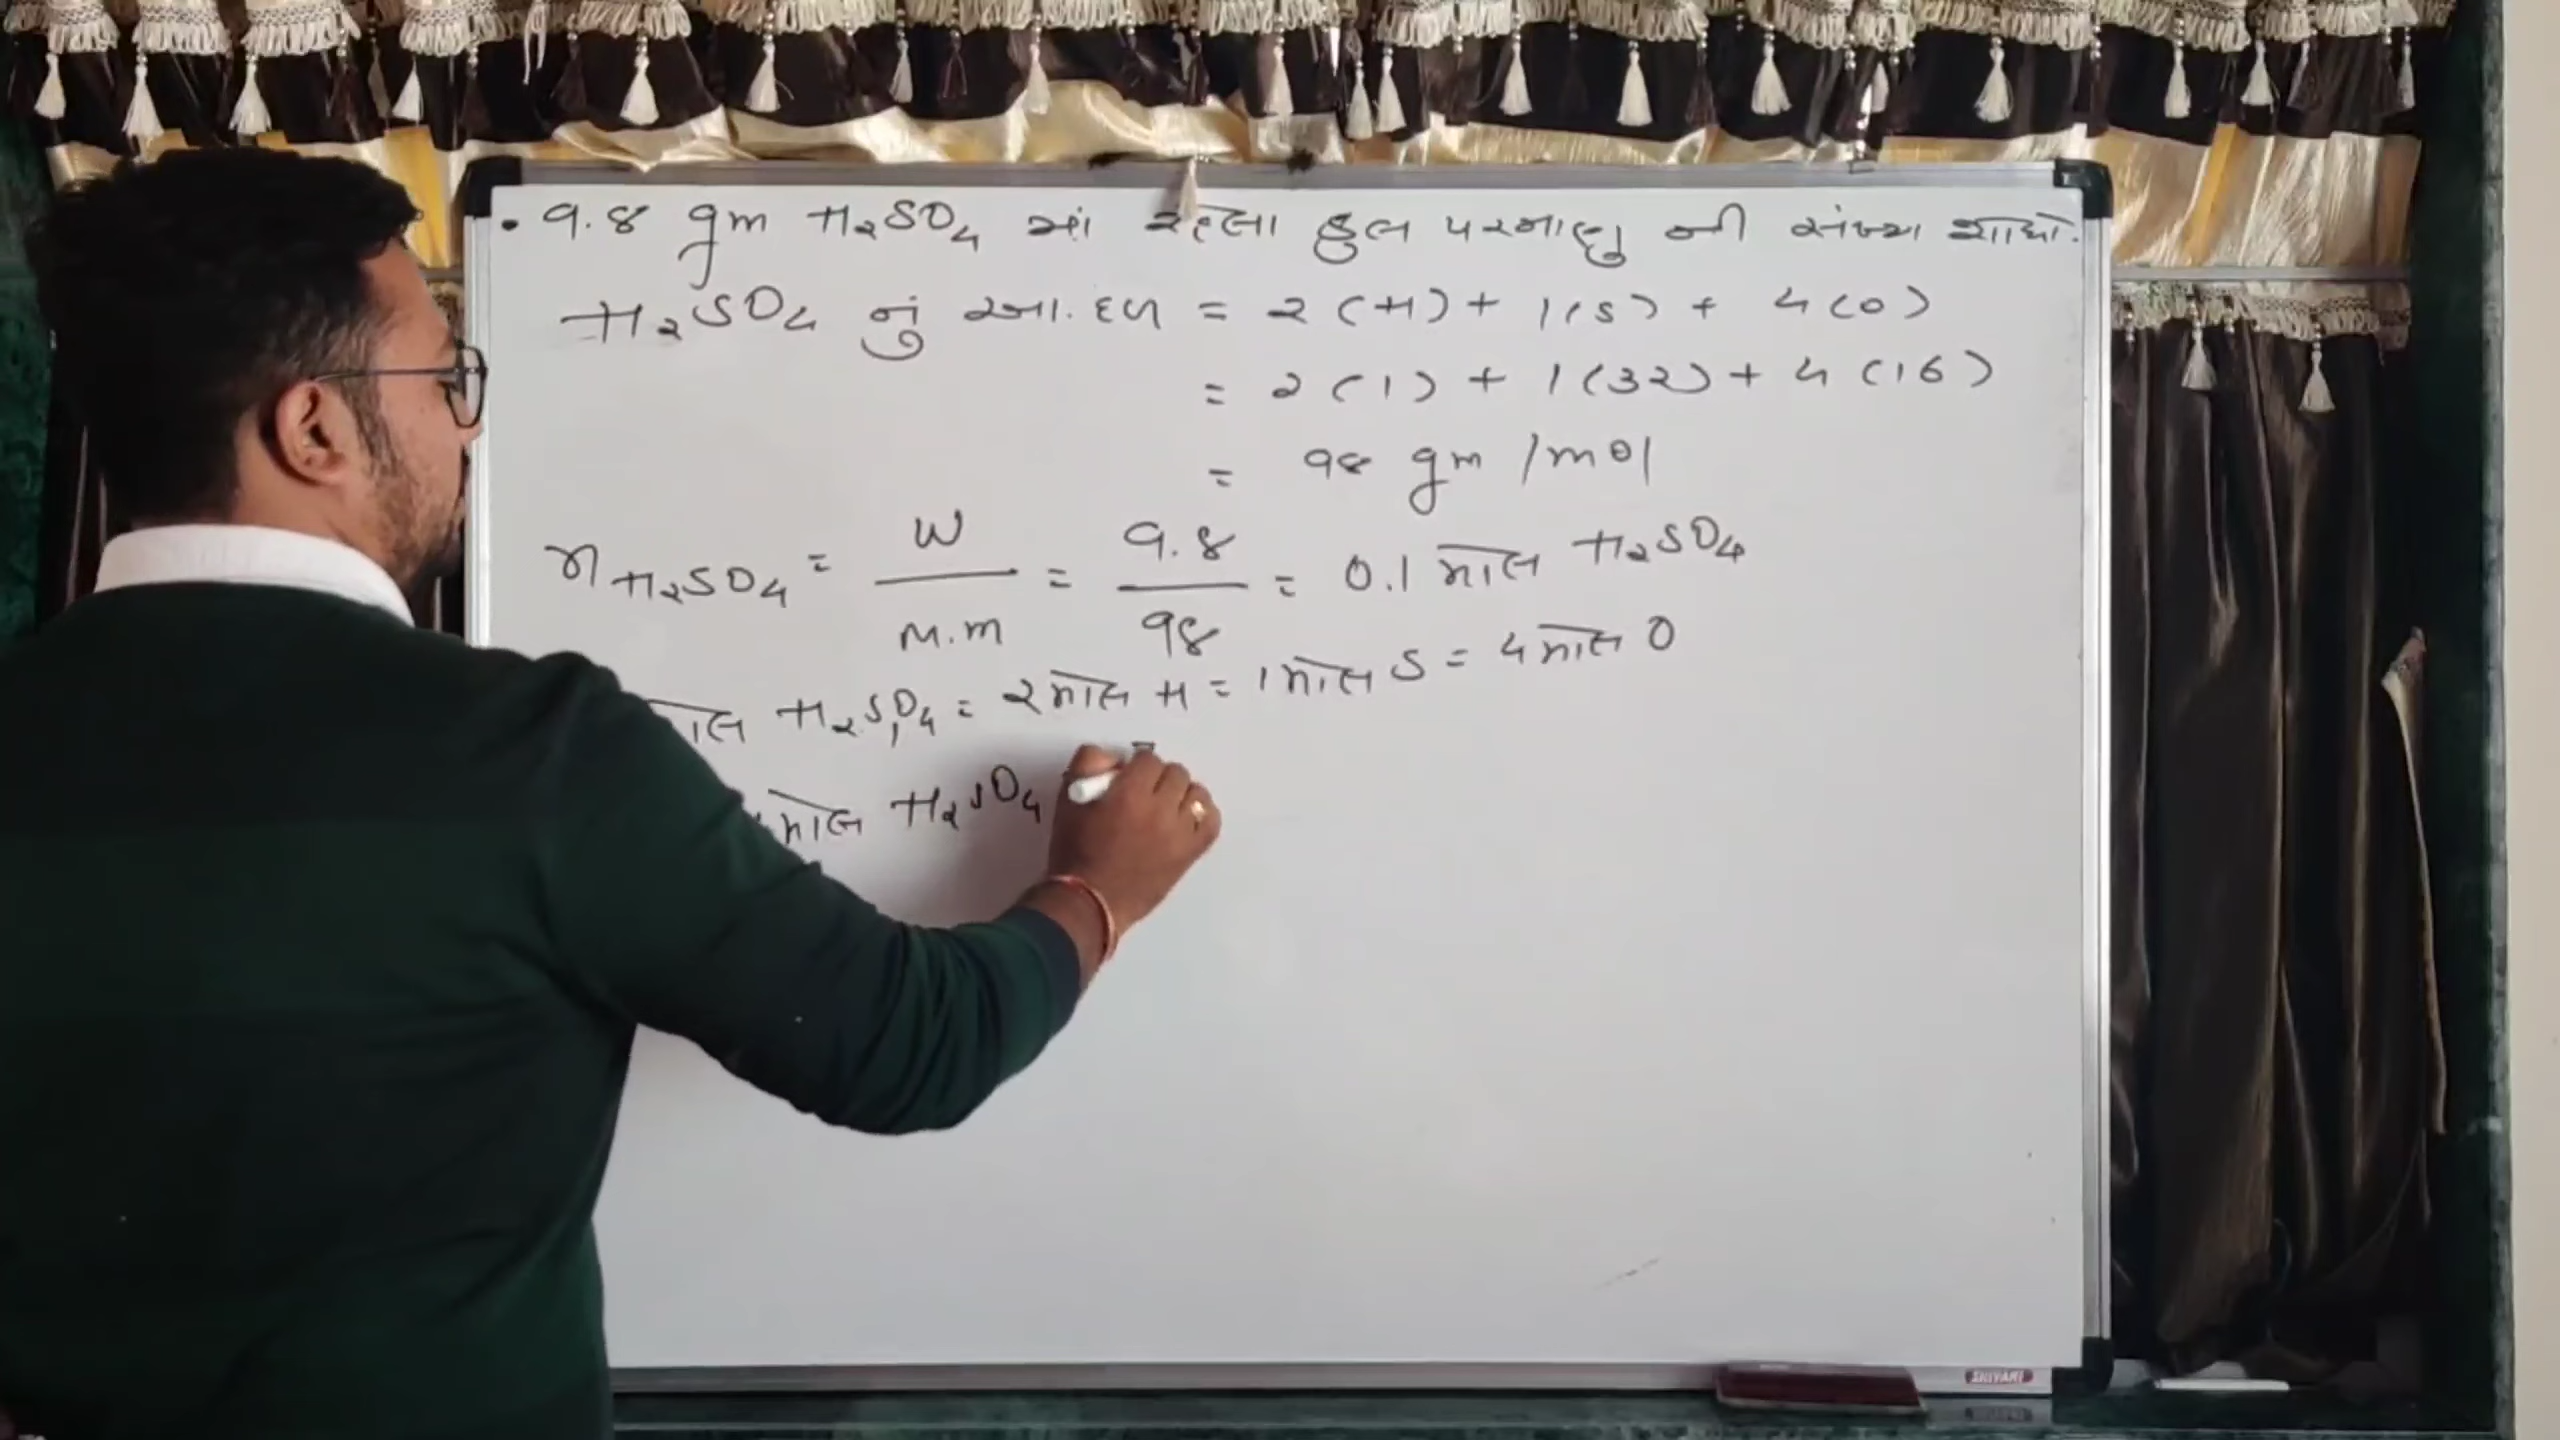 • 9.8 gm H₂SO₄ માં રહેલા કુલ પરમાણુ ની સંખ્યા શોધો.
H₂SO₄ નું આ. દળ = 2 (H) + 1(S) + 4(O)
= 2 (1) + 1 (32) + 4 (16)
= 98 gm /mol
n H₂SO₄ = W / M.m = 9.8 / 98 = 0.1 મોલ H₂SO₄
મોલ H₂SO₄ = 2 મોલ H = 1 મોલ S = 4 મોલ O
મોલ H₂SO₄
SHIVAM